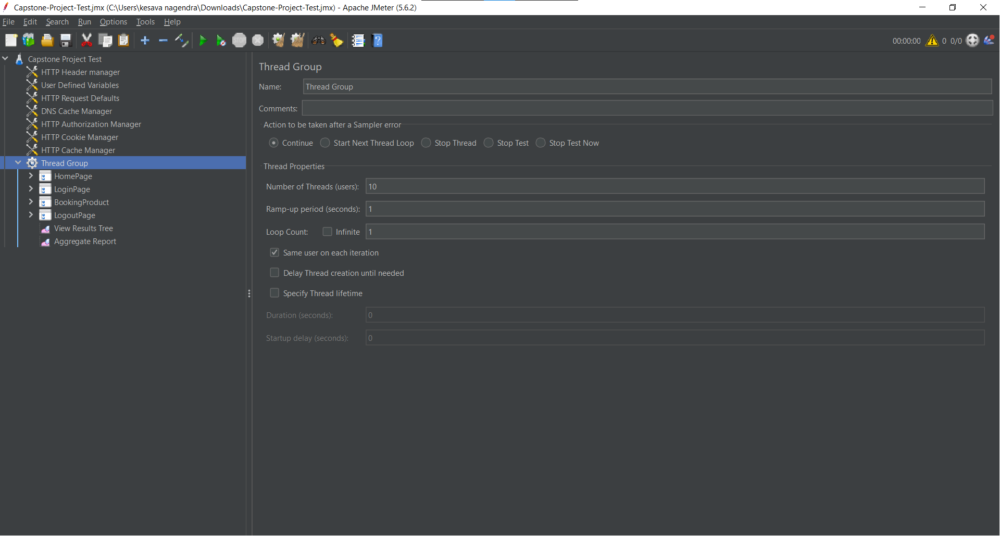 Capstone-Project-Test.jmx (C:\Users\kesava nagendra\Downloads\Capstone-Project-Test.jmx) - Apache JMeter (5.6.2)
File Edit Search Run Options Tools Help
STOP
00:00:00 0 0/0
Capstone Project Test
HTTP Header manager
User Defined Variables
HTTP Request Defaults
DNS Cache Manager
HTTP Authorization Manager
HTTP Cookie Manager
HTTP Cache Manager
Thread Group
HomePage
LoginPage
BookingProduct
LogoutPage
View Results Tree
Aggregate Report
Thread Group
Name: Thread Group
Comments:
Action to be taken after a Sampler error
Continue Start Next Thread Loop Stop Thread Stop Test Stop Test Now
Thread Properties
Number of Threads (users): 10
Ramp-up period (seconds): 1
Loop Count: Infinite 1
Same user on each iteration
Delay Thread creation until needed
Specify Thread lifetime
Duration (seconds): 0
Startup delay (seconds): 0